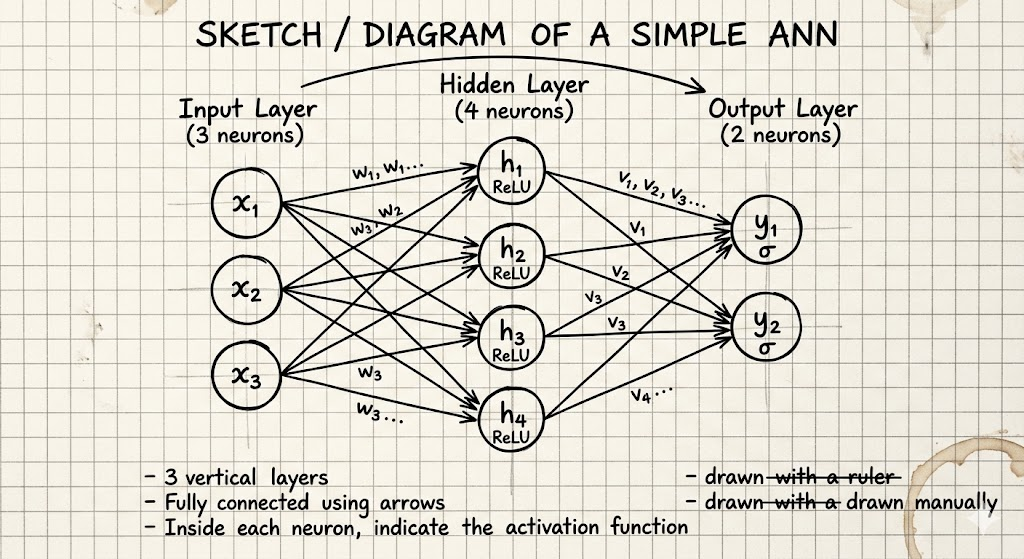 SKETCH / DIAGRAM OF A SIMPLE ANN
Input Layer
(3 neurons)
Hidden Layer
(4 neurons)
Output Layer
(2 neurons)
x₁
x₂
x₃
w₁, w₁...
w₃, w₂
w₃
w₃...
h₁
ReLU
h₂
ReLU
h₃
ReLU
h₄
ReLU
v₁, v₂, v₃...
v₁
v₂
v₃
v₃
v₄...
y₁
σ
y₂
σ
- 3 vertical layers
- Fully connected using arrows
- Inside each neuron, indicate the activation function
- drawn with a ruler
- drawn with a drawn manually